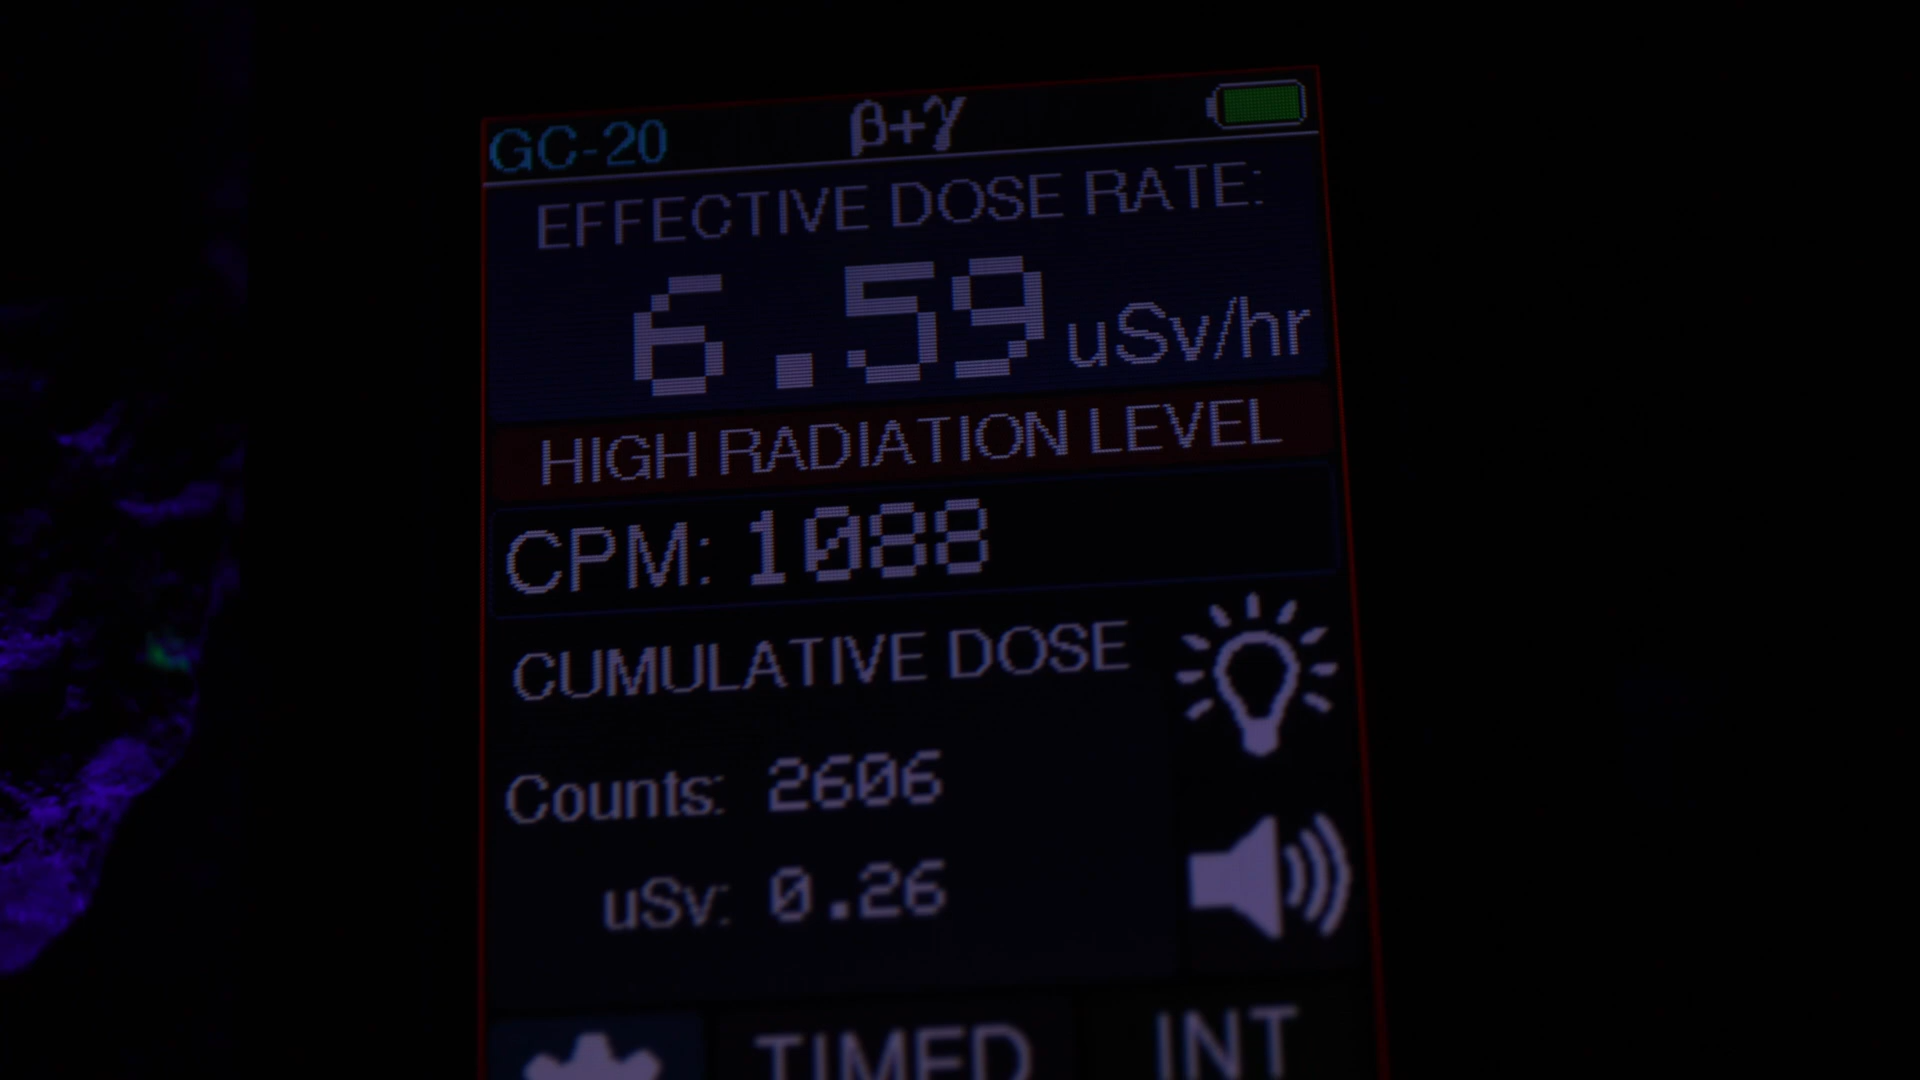 GC-20 β+γ
EFFECTIVE DOSE RATE:
6.59 uSv/hr
HIGH RADIATION LEVEL
CPM: 1088
CUMULATIVE DOSE
Counts: 2606
uSv: 0.26
TIMED INT